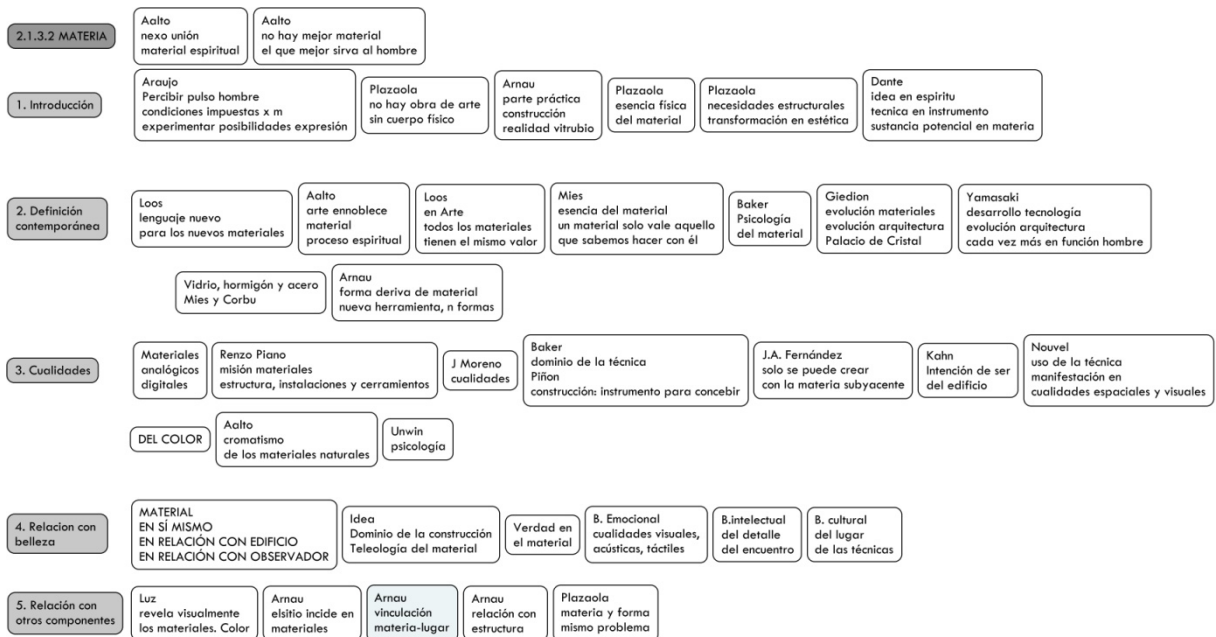 2.1.3.2 MATERIA
Aalto
nexo unión
material espiritual
Aalto
no hay mejor material
el que mejor sirva al hombre
1. Introducción
Araujo
Percibir pulso hombre
condiciones impuestas x m
experimentar posibilidades expresión
Plazaola
no hay obra de arte
sin cuerpo físico
Arnau
parte práctica
construcción
realidad vitrubio
Plazaola
esencia física
del material
Plazaola
necesidades estructurales
transformación en estética
Dante
idea en espiritu
tecnica en instrumento
sustancia potencial en materia
2. Definición
contemporánea
Loos
lenguaje nuevo
para los nuevos materiales
Aalto
arte ennoblece
material
proceso espiritual
Loos
en Arte
todos los materiales
tienen el mismo valor
Mies
esencia del material
un material solo vale aquello
que sabemos hacer con él
Baker
Psicología
del material
Giedion
evolución materiales
evolución arquitectura
Palacio de Cristal
Yamasaki
desarrollo tecnología
evolución arquitectura
cada vez más en función hombre
Vidrio, hormigón y acero
Mies y Corbu
Arnau
forma deriva de material
nueva herramienta, n formas
3. Cualidades
Materiales
analógicos
digitales
Renzo Piano
misión materiales
estructura, instalaciones y cerramientos
J Moreno
cualidades
Baker
dominio de la técnica
Piñon
construcción: instrumento para concebir
J.A. Fernández
solo se puede crear
con la materia subyacente
Kahn
Intención de ser
del edificio
Nouvel
uso de la técnica
manifestación en
cualidades espaciales y visuales
DEL COLOR
Aalto
cromatismo
de los materiales naturales
Unwin
psicología
4. Relacion con
belleza
MATERIAL
EN SÍ MISMO
EN RELACIÓN CON EDIFICIO
EN RELACIÓN CON OBSERVADOR
Idea
Dominio de la construcción
Teleología del material
Verdad en
el material
B. Emocional
cualidades visuales,
acústicas, táctiles
B.intelectual
del detalle
del encuentro
B. cultural
del lugar
de las técnicas
5. Relación con
otros componentes
Luz
revela visualmente
los materiales. Color
Arnau
elsitio incide en
materiales
Arnau
vinculación
materia-lugar
Arnau
relación con
estructura
Plazaola
materia y forma
mismo problema